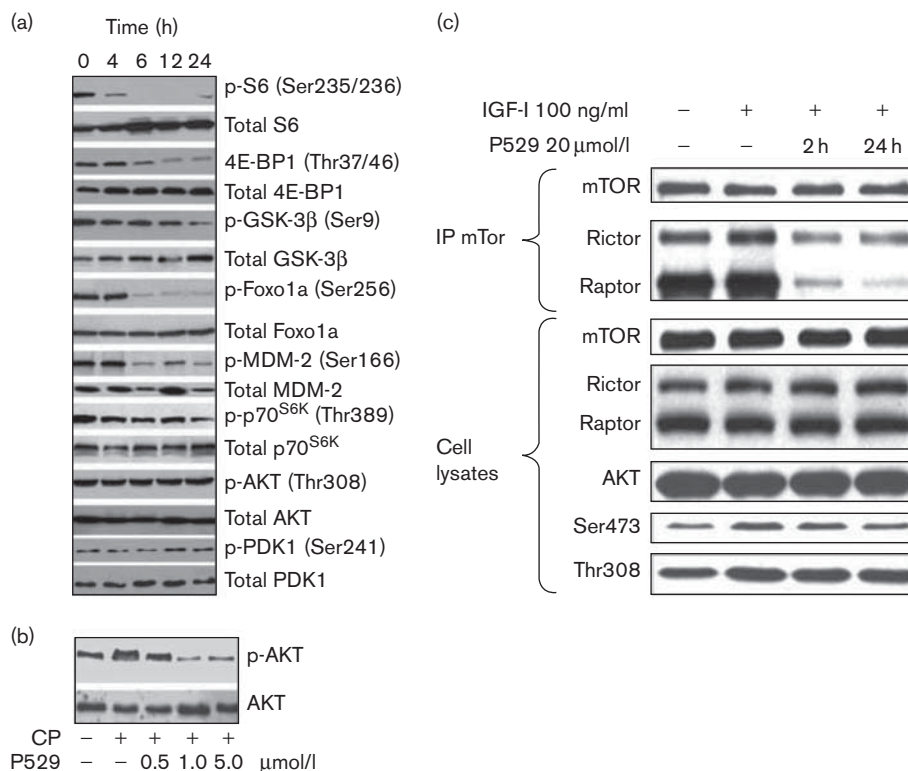 (a)
Time (h)
0 4 6 12 24
p-S6 (Ser235/236)
Total S6
4E-BP1 (Thr37/46)
Total 4E-BP1
p-GSK-3β (Ser9)
Total GSK-3β
p-Foxo1a (Ser256)
Total Foxo1a
p-MDM-2 (Ser166)
Total MDM-2
p-p70S6K (Thr389)
Total p70S6K
p-AKT (Thr308)
Total AKT
p-PDK1 (Ser241)
Total PDK1
(b)
p-AKT
AKT
CP − + + + +
P529 − − 0.5 1.0 5.0 μmol/l
(c)
IGF-I 100 ng/ml − + + +
P529 20 μmol/l − − 2 h 24 h
IP mTor
mTOR
Rictor
Raptor
Cell
lysates
mTOR
Rictor
Raptor
AKT
Ser473
Thr308